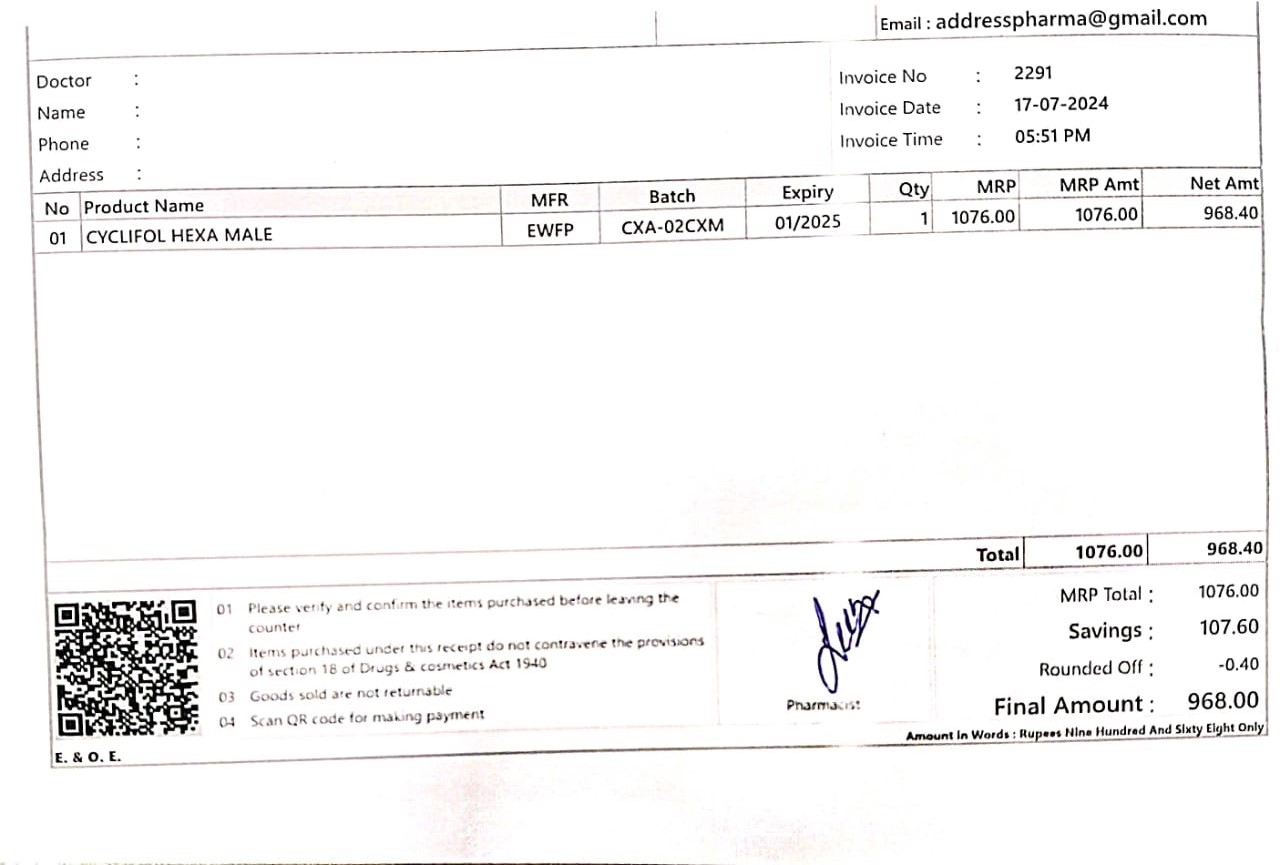 Email : addresspharma@gmail.com
Doctor :
Name :
Phone :
Address :
Invoice No : 2291
Invoice Date : 17-07-2024
Invoice Time : 05:51 PM
No Product Name MFR Batch Expiry Qty MRP MRP Amt Net Amt
01 CYCLIFOL HEXA MALE EWFP CXA-02CXM 01/2025 1 1076.00 1076.00 968.40
Total 1076.00 968.40
01 Please verify and confirm the items purchased before leaving the
counter
02 Items purchased under this receipt do not contravene the provisions
of section 18 of Drugs & cosmetics Act 1940
03 Goods sold are not returnable
04 Scan QR code for making payment
E. & O. E.
Pharmacist
MRP Total : 1076.00
Savings : 107.60
Rounded Off : -0.40
Final Amount : 968.00
Amount In Words : Rupees Nine Hundred And Sixty Eight Only